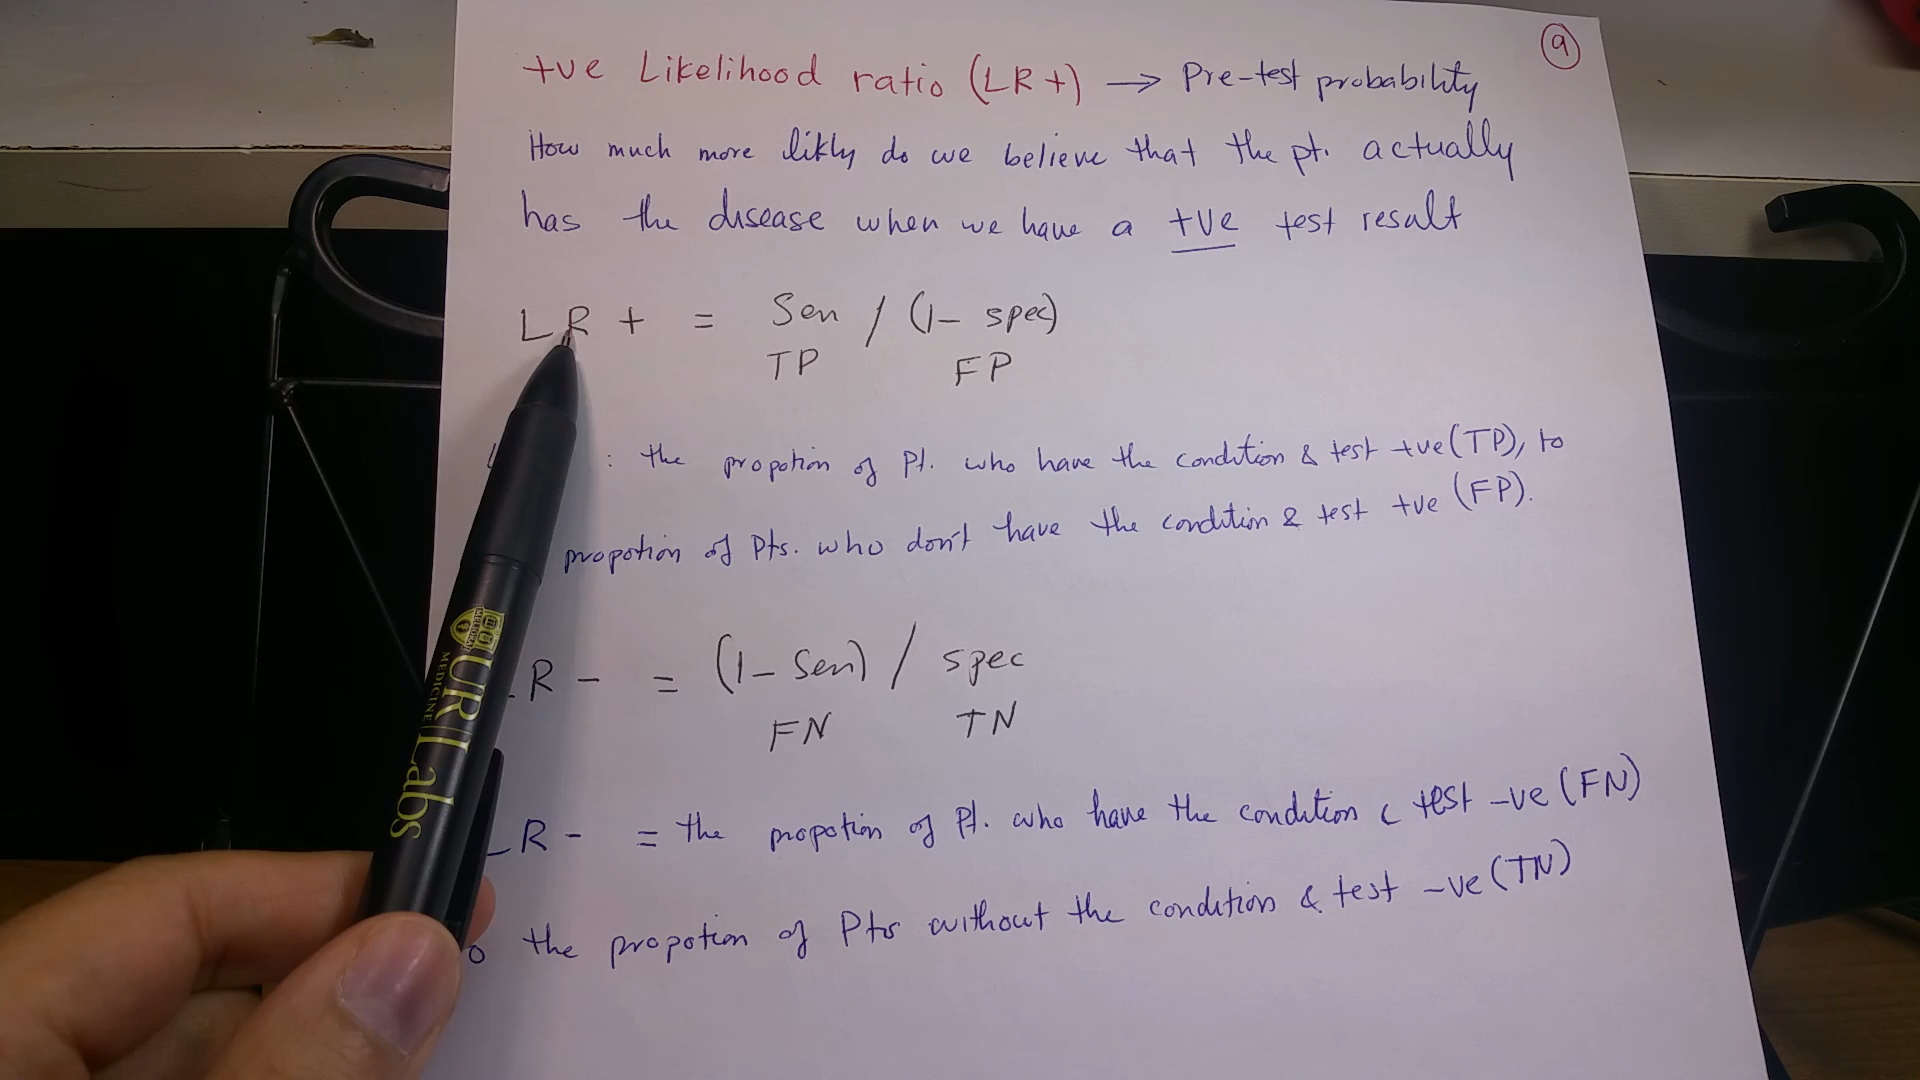 9
+ve Likelihood ratio (LR+) → Pre-test probability
How much more likly do we believe that the pt. actually
has the disease when we have a +ve test result
LR + = Sen / (1- spec)
TP FP
: the propotion of Pt. who have the condition & test +ve (TP), to
propotion of Pts. who don't have the condition & test +ve (FP).
R - = (1- Sen) / spec
FN TN
LR - = the propotion of Pt. who have the condition c test -ve (FN)
o the propotion of Pts without the condition & test -ve (TN)
UR Labs
MEDICINE